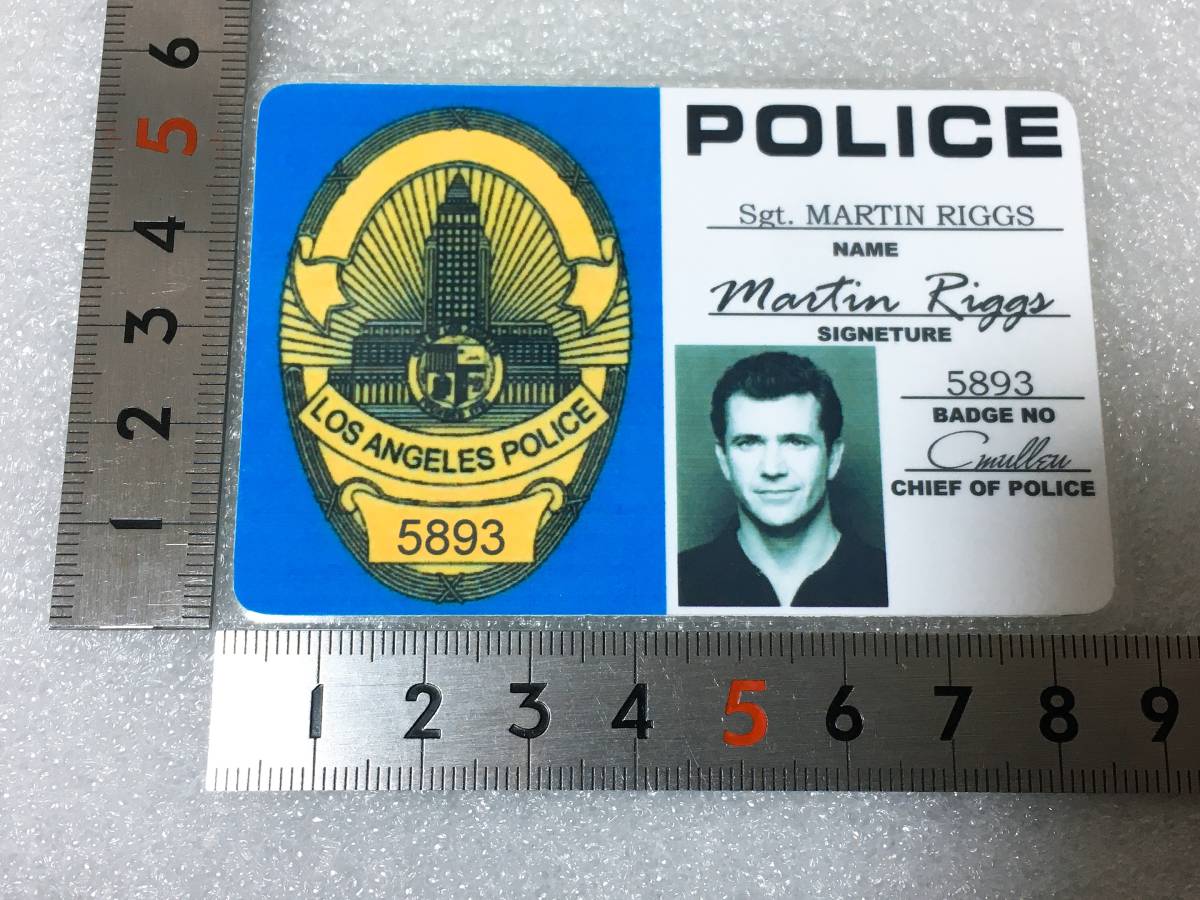 POLICE
Sgt. MARTIN RIGGS
NAME
Martin Riggs
SIGNETURE
5893
BADGE NO
Cmullen
CHIEF OF POLICE
LOS ANGELES POLICE
5893
6
5
4
3
2
1
1 2 3 4 5 6 7 8 9